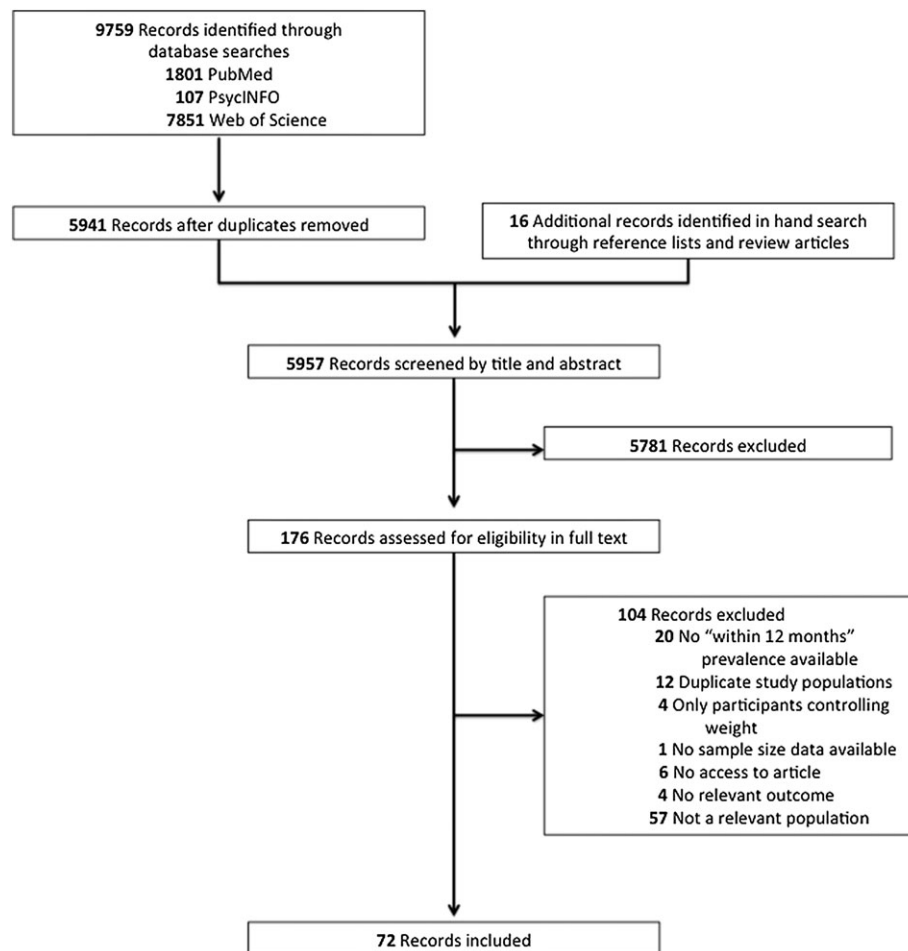 9759 Records identified through
database searches
1801 PubMed
107 PsycINFO
7851 Web of Science
5941 Records after duplicates removed
16 Additional records identified in hand search
through reference lists and review articles
5957 Records screened by title and abstract
5781 Records excluded
176 Records assessed for eligibility in full text
104 Records excluded
20 No “within 12 months”
prevalence available
12 Duplicate study populations
4 Only participants controlling
weight
1 No sample size data available
6 No access to article
4 No relevant outcome
57 Not a relevant population
72 Records included